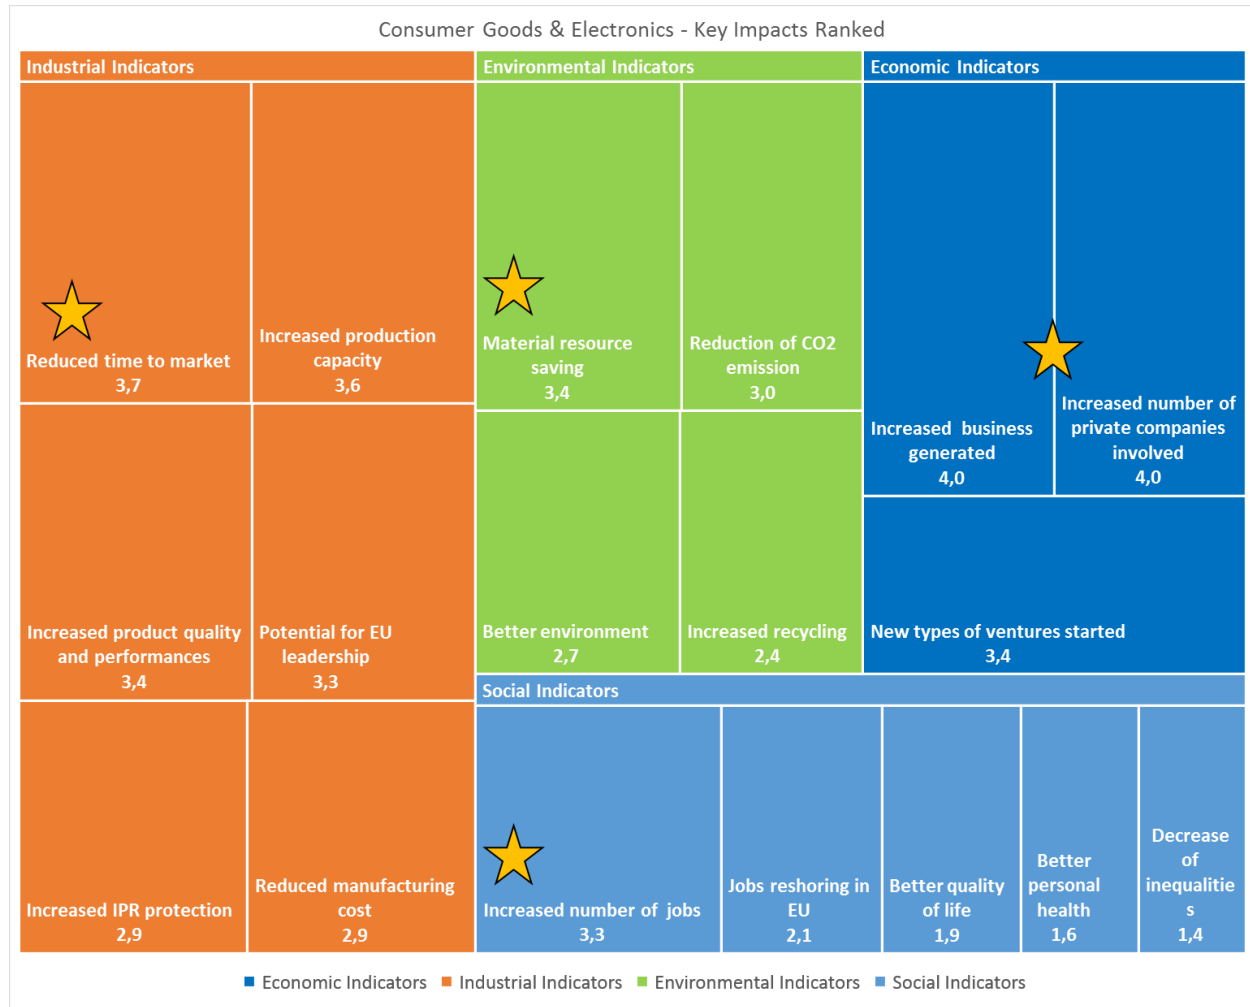 Consumer Goods & Electronics - Key Impacts Ranked
Industrial Indicators
Reduced time to market
3,7
Increased production
capacity
3,6
Increased product quality
and performances
3,4
Potential for EU
leadership
3,3
Increased IPR protection
2,9
Reduced manufacturing
cost
2,9
Environmental Indicators
Material resource
saving
3,4
Reduction of CO2
emission
3,0
Better environment
2,7
Increased recycling
2,4
Economic Indicators
Increased business
generated
4,0
Increased number of
private companies
involved
4,0
New types of ventures started
3,4
Social Indicators
Increased number of jobs
3,3
Jobs reshoring in
EU
2,1
Better quality
of life
1,9
Better
personal
health
1,6
Decrease
of
inequalitie
s
1,4
Economic Indicators
Industrial Indicators
Environmental Indicators
Social Indicators